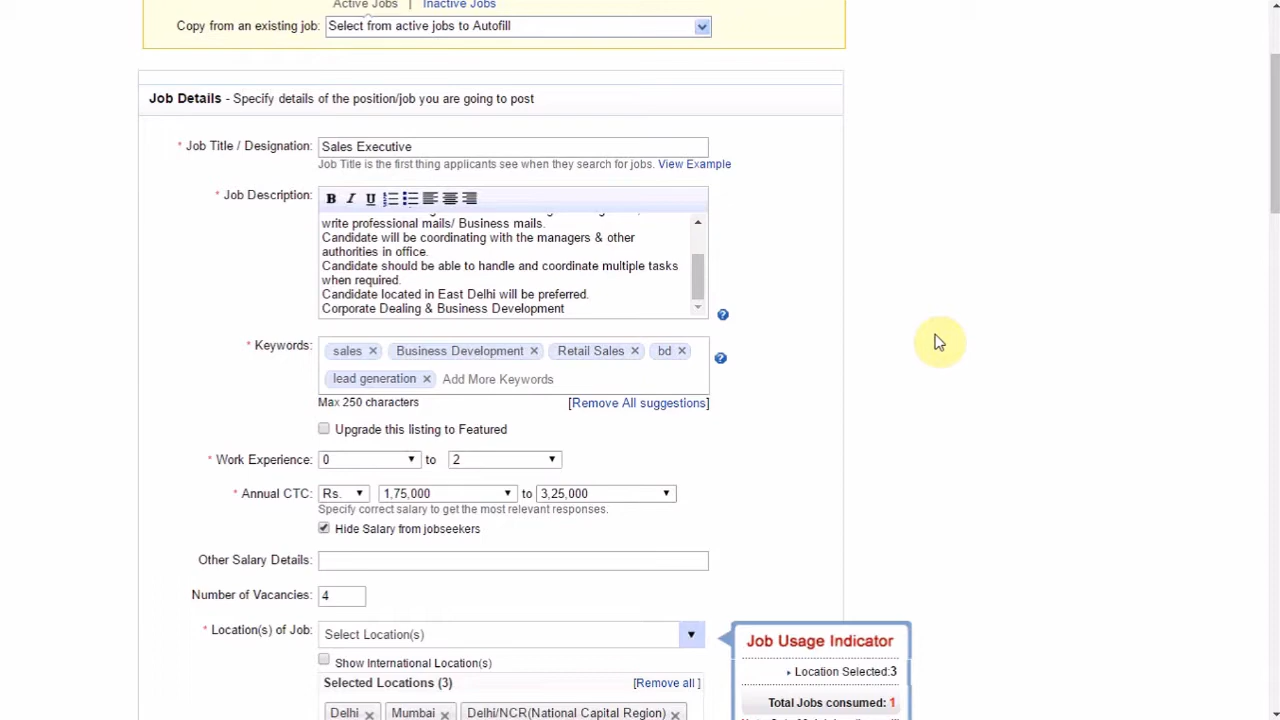 Active Jobs | Inactive Jobs
Copy from an existing job: Select from active jobs to Autofill
Job Details - Specify details of the position/job you are going to post
* Job Title / Designation: Sales Executive
Job Title is the first thing applicants see when they search for jobs. View Example
* Job Description: B I U
write professional mails/ Business mails.
Candidate will be coordinating with the managers & other
authorities in office.
Candidate should be able to handle and coordinate multiple tasks
when required.
Candidate located in East Delhi will be preferred.
Corporate Dealing & Business Development
?
* Keywords: sales × Business Development × Retail Sales × bd × ?
lead generation × Add More Keywords
Max 250 characters [Remove All suggestions]
Upgrade this listing to Featured
* Work Experience: 0 to 2
* Annual CTC: Rs. 1,75,000 to 3,25,000
Specify correct salary to get the most relevant responses.
Hide Salary from jobseekers
Other Salary Details:
Number of Vacancies: 4
* Location(s) of Job: Select Location(s)
Show International Location(s)
Selected Locations (3) [Remove all ]
Delhi × Mumbai × Delhi/NCR(National Capital Region) ×
Job Usage Indicator
Location Selected:3
Total Jobs consumed: 1